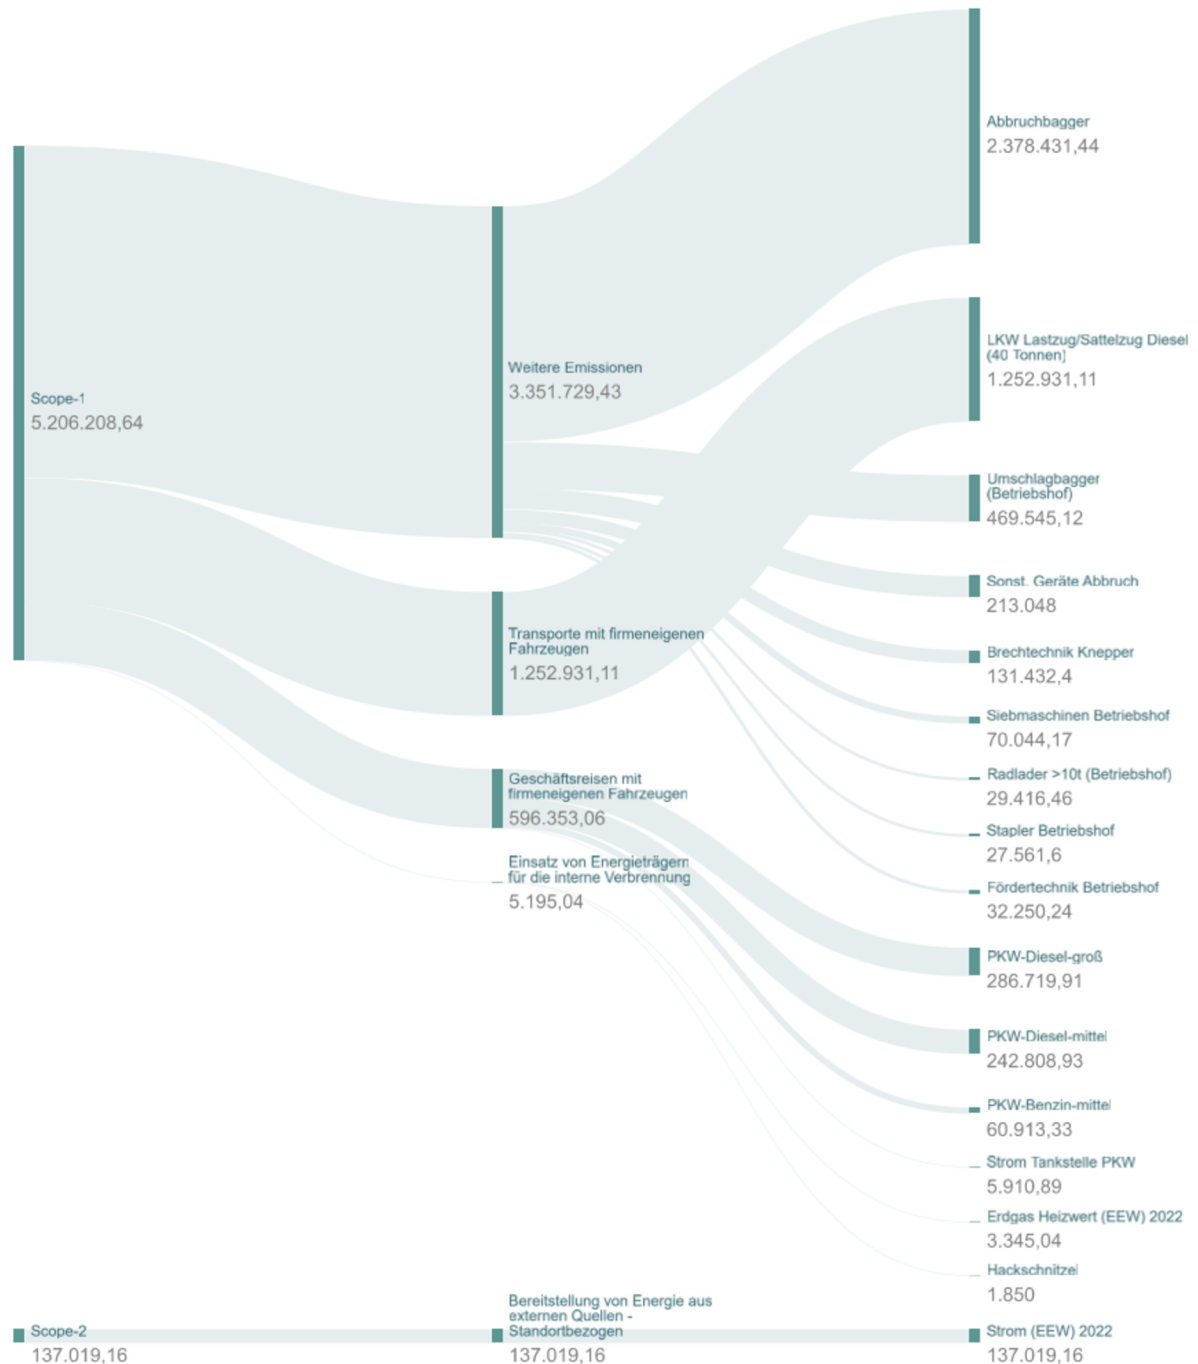 Scope-1
5.206.208,64
Weitere Emissionen
3.351.729,43
Transporte mit firmeneigenen
Fahrzeugen
1.252.931,11
Geschäftsreisen mit
firmeneigenen Fahrzeugen
596.353,06
Einsatz von Energieträgern
für die interne Verbrennung
5.195,04
Abbruchbagger
2.378.431,44
LKW Lastzug/Sattelzug Diesel
(40 Tonnen)
1.252.931,11
Umschlagbagger
(Betriebshof)
469.545,12
Sonst. Geräte Abbruch
213.048
Brechtechnik Knepper
131.432,4
Siebmaschinen Betriebshof
70.044,17
Radlader >10t (Betriebshof)
29.416,46
Stapler Betriebshof
27.561,6
Fördertechnik Betriebshof
32.250,24
PKW-Diesel-groß
286.719,91
PKW-Diesel-mittel
242.808,93
PKW-Benzin-mittel
60.913,33
Strom Tankstelle PKW
5.910,89
Erdgas Heizwert (EEW) 2022
3.345,04
Hackschnitzel
1.850
Scope-2
137.019,16
Bereitstellung von Energie aus
externen Quellen -
Standortbezogen
137.019,16
Strom (EEW) 2022
137.019,16